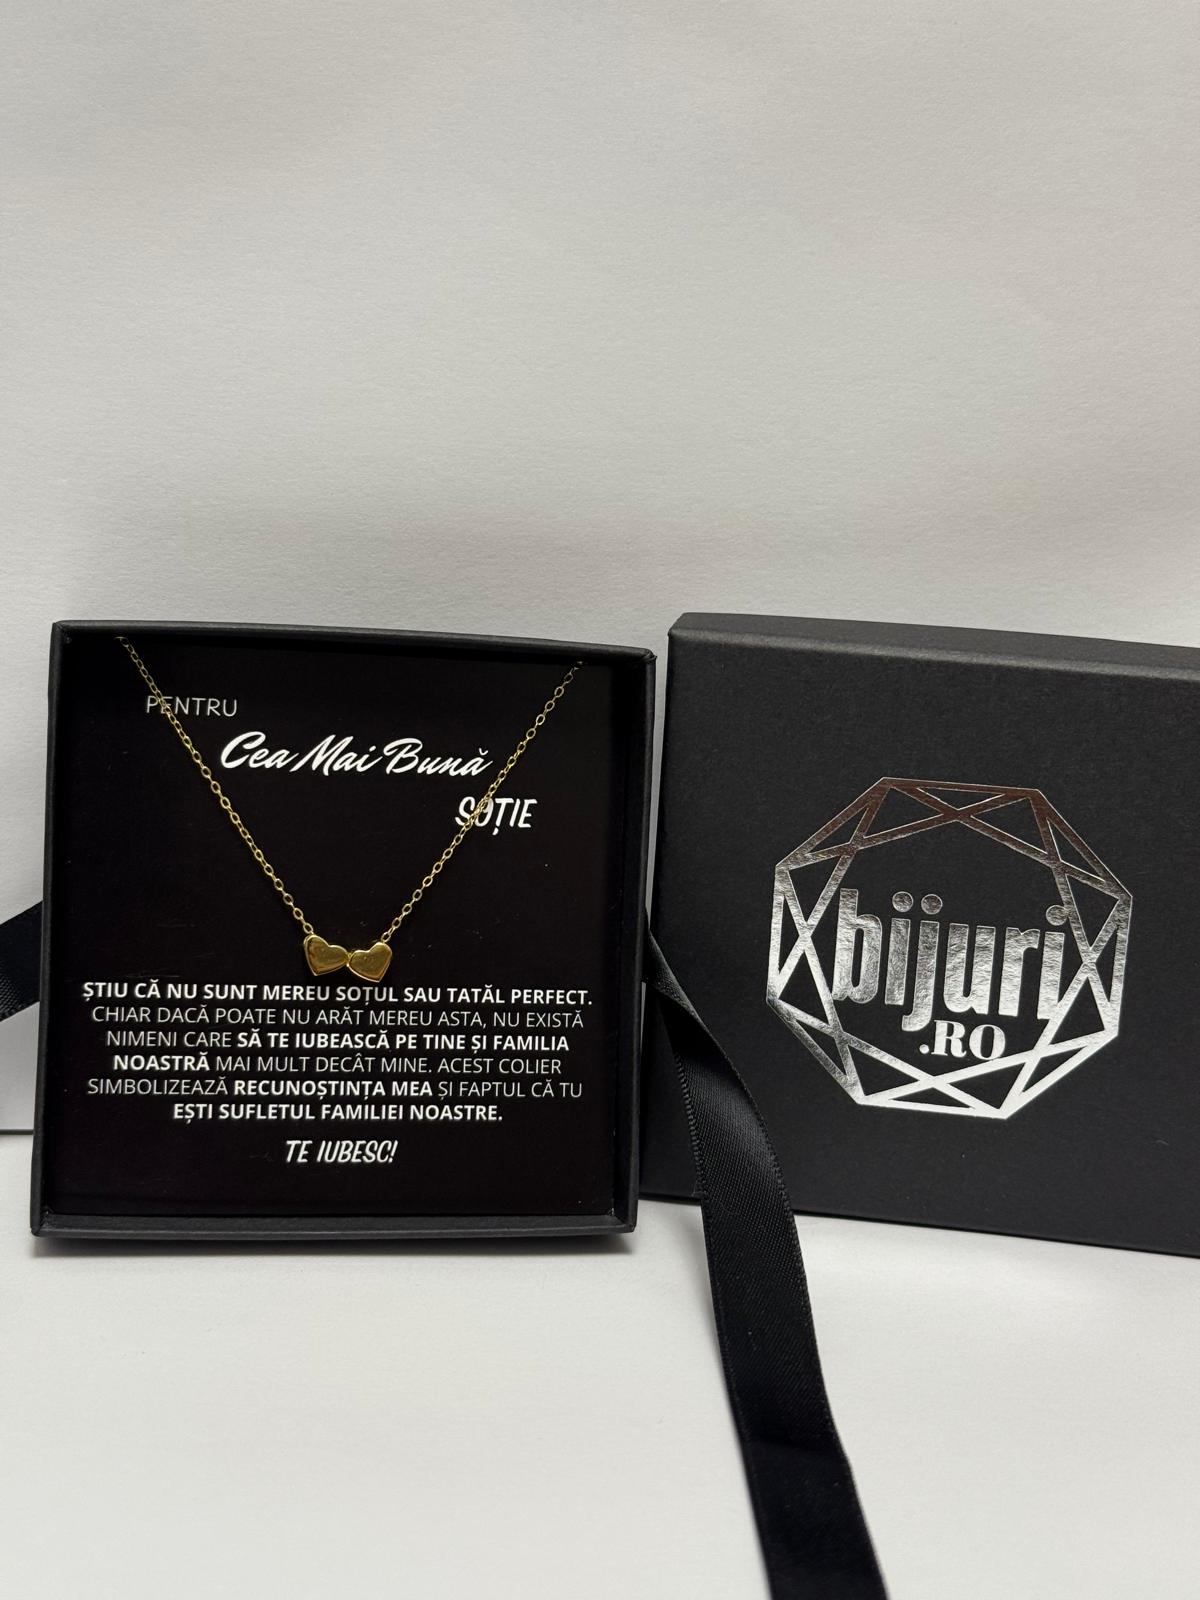 PENTRU
Cea Mai Bună
SOȚIE
ȘTIU CĂ NU SUNT MEREU SOȚUL SAU TATĂL PERFECT.
CHIAR DACĂ POATE NU ARĂT MEREU ASTA, NU EXISTĂ
NIMENI CARE SĂ TE IUBEASCĂ PE TINE ȘI FAMILIA
NOASTRĂ MAI MULT DECÂT MINE. ACEST COLIER
SIMBOLIZEAZĂ RECUNOȘTINȚA MEA ȘI FAPTUL CĂ TU
EȘTI SUFLETUL FAMILIEI NOASTRE.
TE IUBESC!
bijuri
.RO